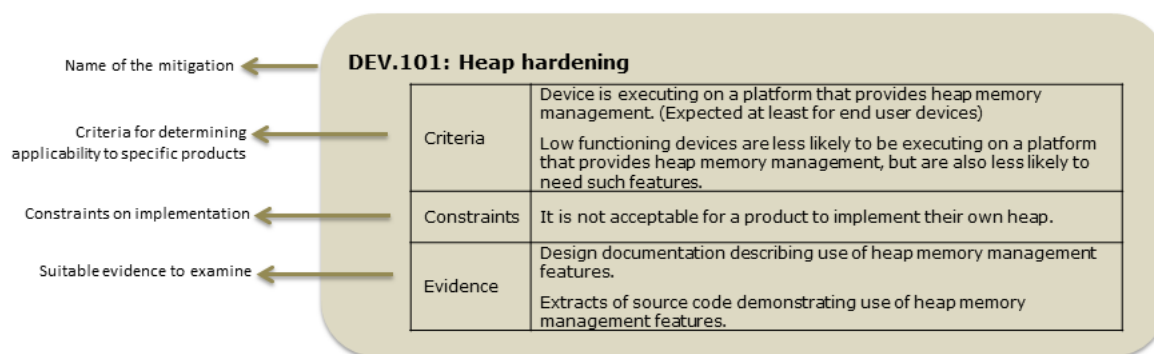 DEV.101: Heap hardening
Name of the mitigation
Criteria for determining
applicability to specific products
Criteria
Device is executing on a platform that provides heap memory
management. (Expected at least for end user devices)
Low functioning devices are less likely to be executing on a platform
that provides heap memory management, but are also less likely to
need such features.
Constraints on implementation
Constraints
It is not acceptable for a product to implement their own heap.
Suitable evidence to examine
Evidence
Design documentation describing use of heap memory management
features.
Extracts of source code demonstrating use of heap memory
management features.